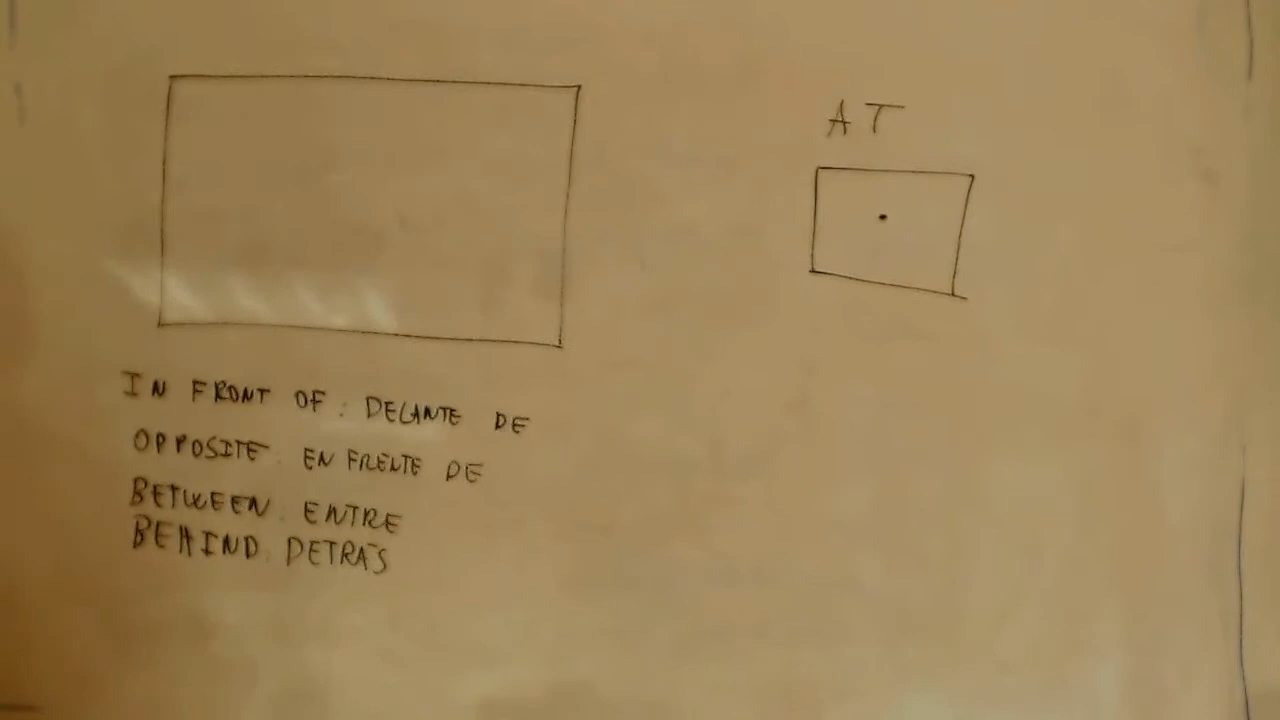 AT
IN FRONT OF: DELANTE DE
OPPOSITE: EN FRENTE DE
BETWEEN: ENTRE
BEHIND: DETRÁS